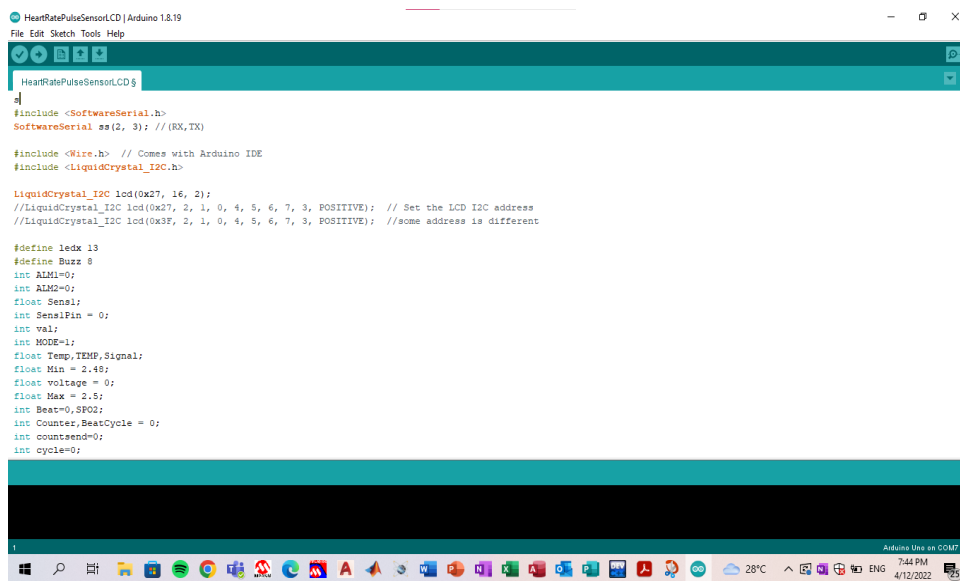 HeartRatePulseSensorLCD | Arduino 1.8.19
File Edit Sketch Tools Help
HeartRatePulseSensorLCD §
s
#include <SoftwareSerial.h>
SoftwareSerial ss(2, 3); //(RX,TX)
#include <Wire.h>  // Comes with Arduino IDE
#include <LiquidCrystal_I2C.h>
LiquidCrystal_I2C lcd(0x27, 16, 2);
//LiquidCrystal_I2C lcd(0x27, 2, 1, 0, 4, 5, 6, 7, 3, POSITIVE);  // Set the LCD I2C address
//LiquidCrystal_I2C lcd(0x3F, 2, 1, 0, 4, 5, 6, 7, 3, POSITIVE);  //some address is different
#define ledx 13
#define Buzz 8
int ALM1=0;
int ALM2=0;
float Sens1;
int Sens1Pin = 0;
int val;
int MODE=1;
float Temp,TEMP,Signal;
float Min = 2.48;
float voltage = 0;
float Max = 2.5;
int Beat=0,SPO2;
int Counter,BeatCycle = 0;
int countsend=0;
int cycle=0;
1
Arduino Uno on COM7
28°C
ENG
7:44 PM
4/12/2022
25